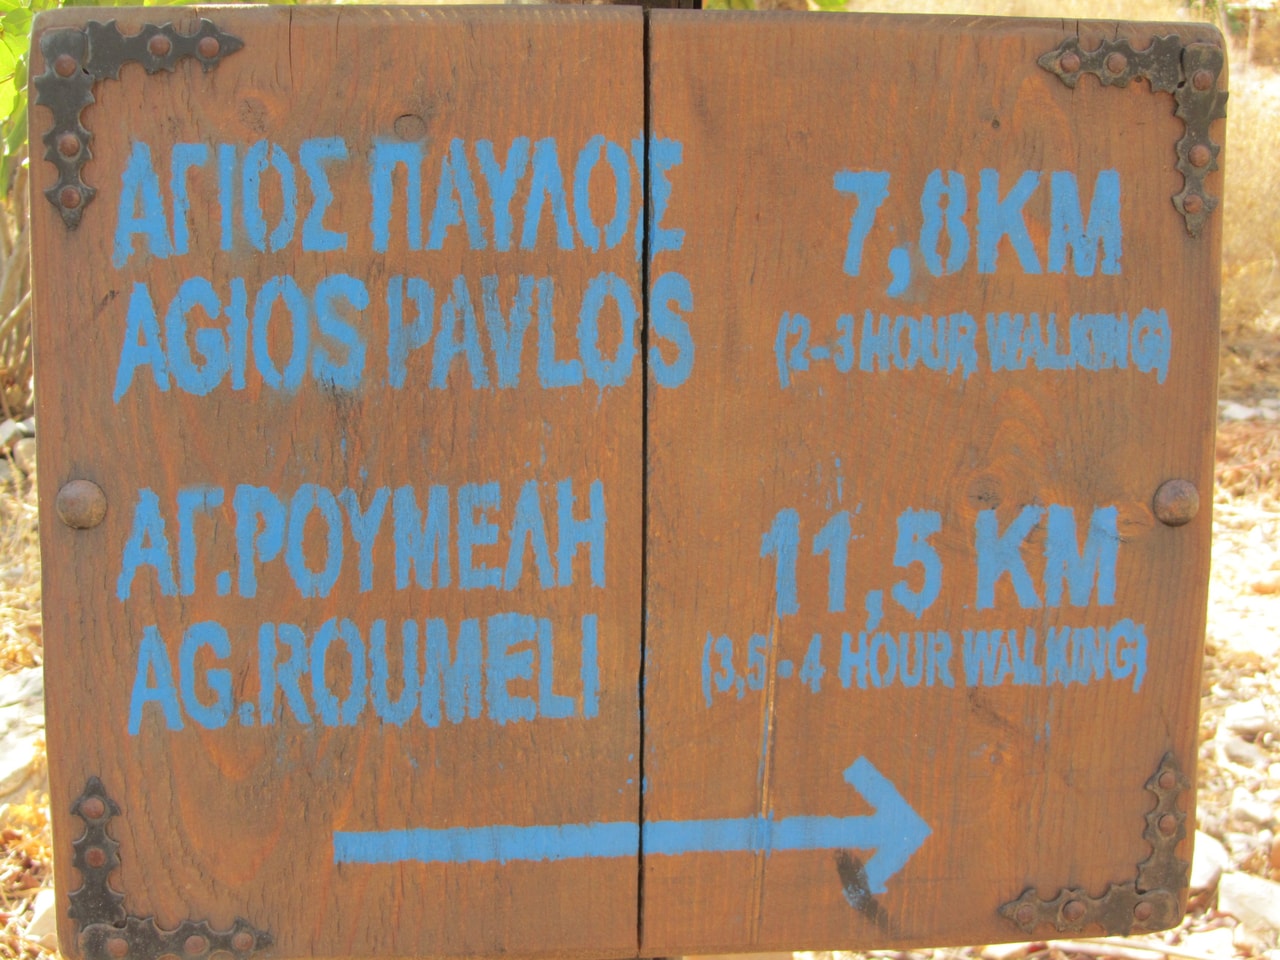 ΑΓΙΟΣ ΠΑΥΛΟΣ 7,8KM
AGIOS PAVLOS (2-3 HOUR WALKING)
ΑΓ.ΡΟΥΜΕΛΗ 11,5 KM
AG.ROUMELI (3,5-4 HOUR WALKING)